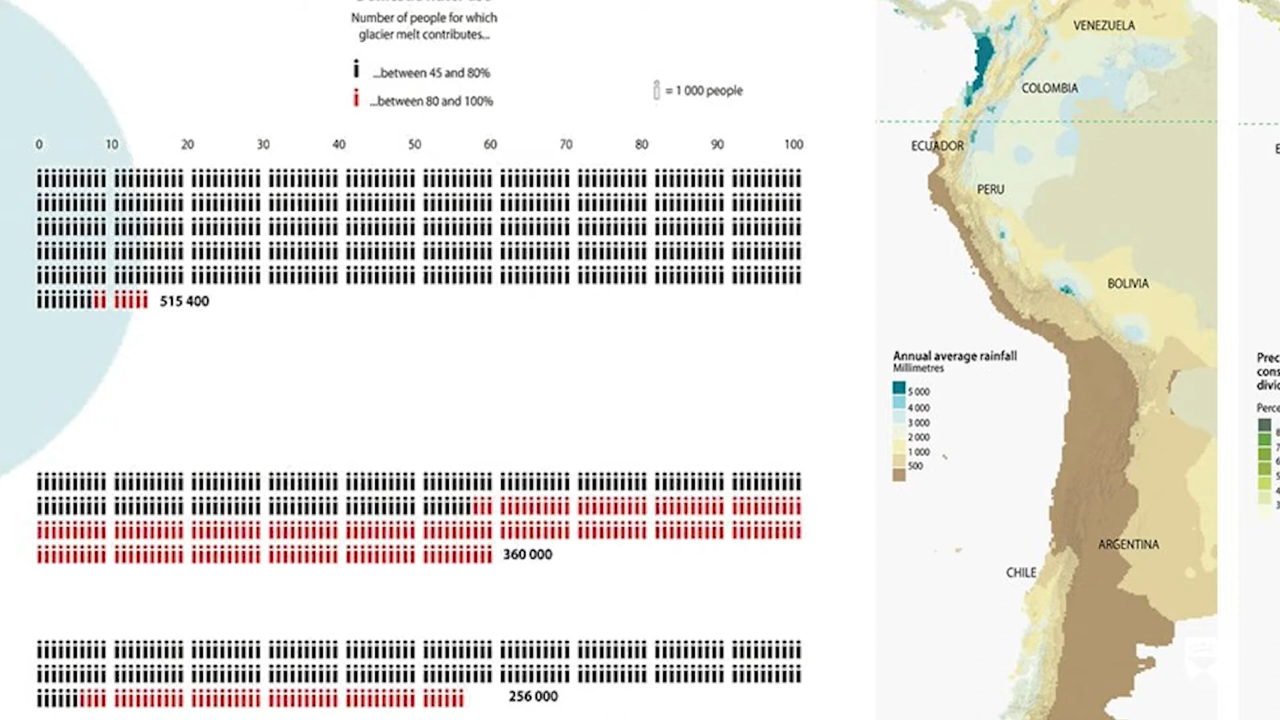 Number of people for which
glacier melt contributes...
...between 45 and 80%
...between 80 and 100%
= 1 000 people
0 10 20 30 40 50 60 70 80 90 100
515 400
360 000
256 000
VENEZUELA
COLOMBIA
ECUADOR
PERU
BOLIVIA
ARGENTINA
CHILE
Annual average rainfall
Millimetres
5 000
4 000
3 000
2 000
1 000
500